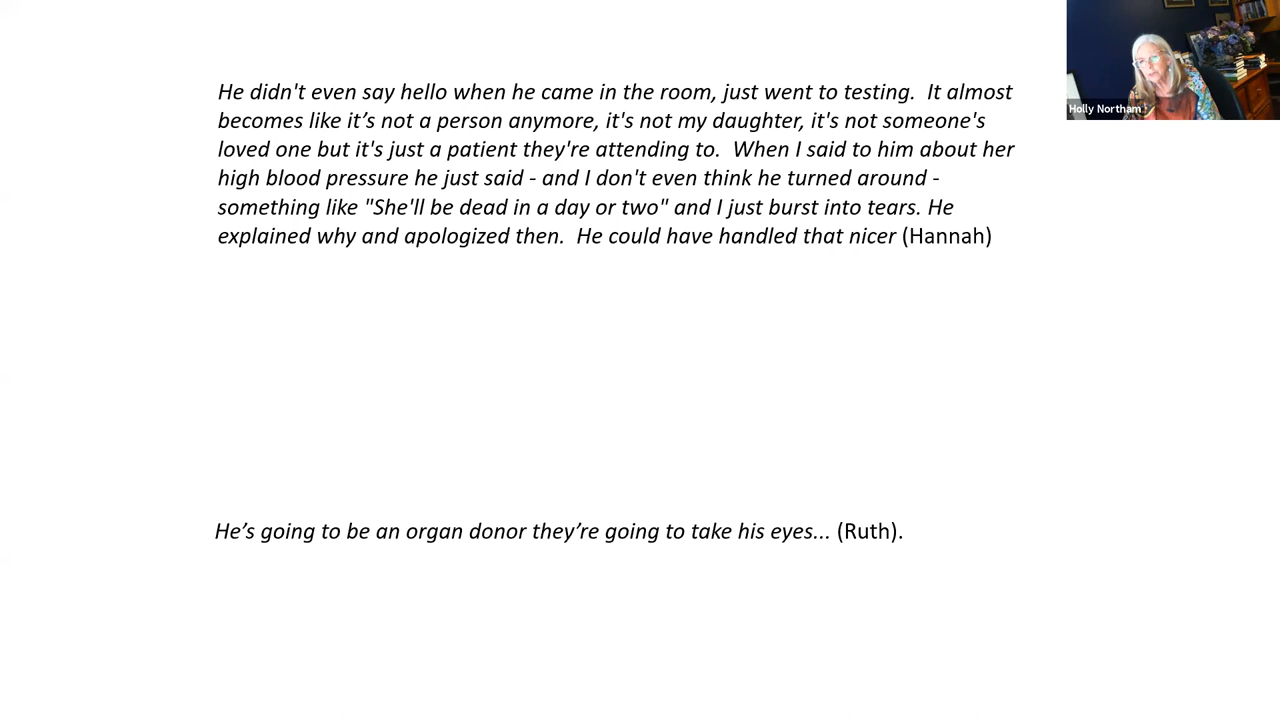 He didn't even say hello when he came in the room, just went to testing.  It almost
becomes like it’s not a person anymore, it's not my daughter, it's not someone's
loved one but it's just a patient they're attending to.  When I said to him about her
high blood pressure he just said - and I don't even think he turned around -
something like "She'll be dead in a day or two" and I just burst into tears. He
explained why and apologized then.  He could have handled that nicer (Hannah)
Holly Northam
He’s going to be an organ donor they’re going to take his eyes... (Ruth).